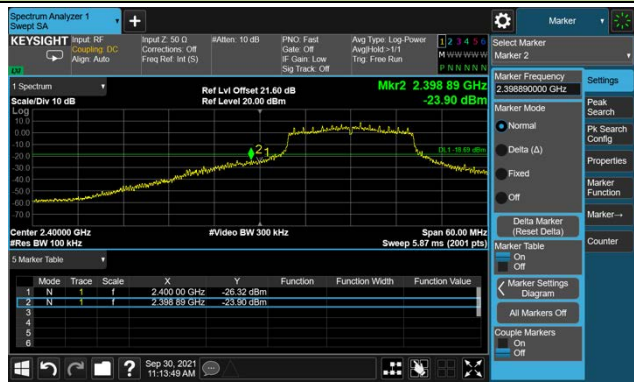 Spectrum Analyzer 1
Swept SA
+
Marker
KEYSIGHT
Input: RF
Coupling: DC
Align: Auto
Input Z: 50 Ω
Corrections: Off
Freq Ref: Int (S)
#Atten: 10 dB
PNO: Fast
Gate: Off
IF Gain: Low
Sig Track: Off
Avg Type: Log-Power
Avg|Hold:>1/1
Trig: Free Run
1 2 3 4 5 6
M W W W W W
P N N N N N
Select Marker
Marker 2
1 Spectrum
Scale/Div 10 dB
Ref Lvl Offset 21.60 dB
Ref Level 20.00 dBm
Mkr2 2.398 89 GHz
-23.90 dBm
Log
10.0
0.00
-10.0
-20.0
-30.0
-40.0
-50.0
-60.0
-70.0
2
1
DL1 -18.69 dBm
Center 2.40000 GHz
#Res BW 100 kHz
#Video BW 300 kHz
Span 60.00 MHz
Sweep 5.87 ms (2001 pts)
5 Marker Table
Mode Trace Scale X Y Function Function Width Function Value
1 N 1 f 2.400 00 GHz -26.32 dBm
2 N 1 f 2.398 89 GHz -23.90 dBm
3
4
5
6
Marker Frequency
2.398890000 GHz
Marker Mode
Normal
Delta (Δ)
Fixed
Off
Delta Marker
(Reset Delta)
Marker Table
On
Off
Marker Settings
Diagram
All Markers Off
Couple Markers
On
Off
Settings
Peak
Search
Pk Search
Config
Properties
Marker
Function
Marker→
Counter
?
Sep 30, 2021
11:13:49 AM